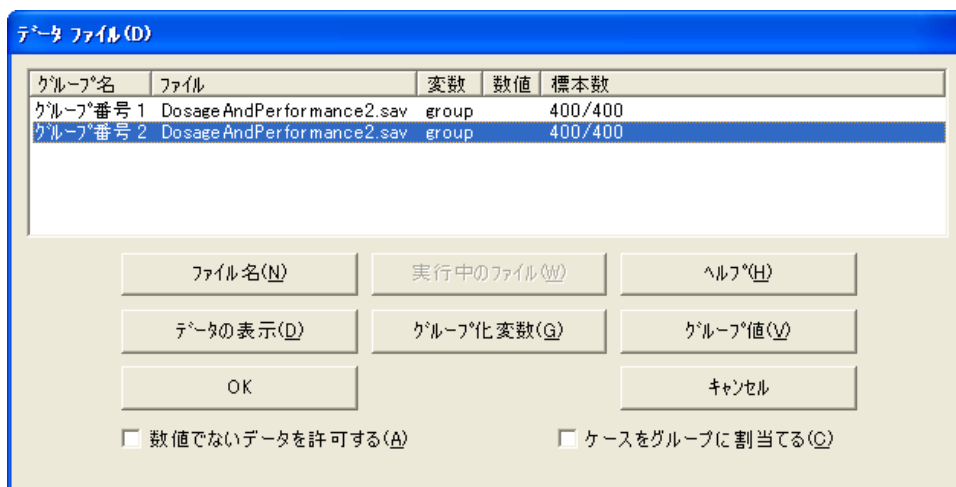 データ ファイル(D)
グループ名 ファイル 変数 数値 標本数
グループ番号 1 DosageAndPerformance2.sav group 400/400
グループ番号 2 DosageAndPerformance2.sav group 400/400
ファイル名(N) 実行中のファイル(W) ヘルプ(H)
データの表示(D) グループ化変数(G) グループ値(V)
OK キャンセル
数値でないデータを許可する(A) ケースをグループに割当てる(C)